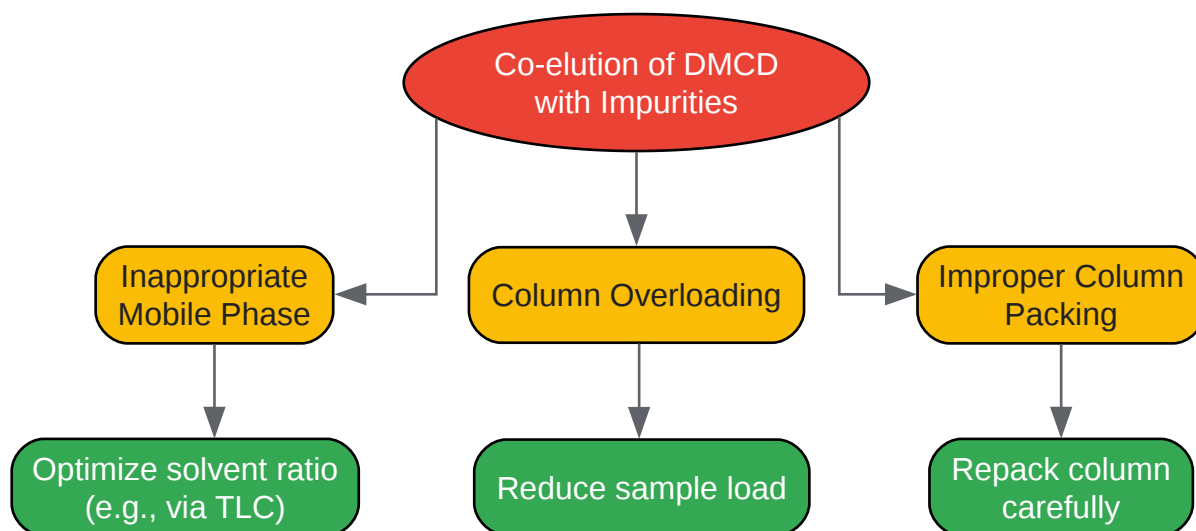 Co-elution of DMCD
with Impurities
Inappropriate
Mobile Phase
Column Overloading
Improper Column
Packing
Optimize solvent ratio
(e.g., via TLC)
Reduce sample load
Repack column
carefully